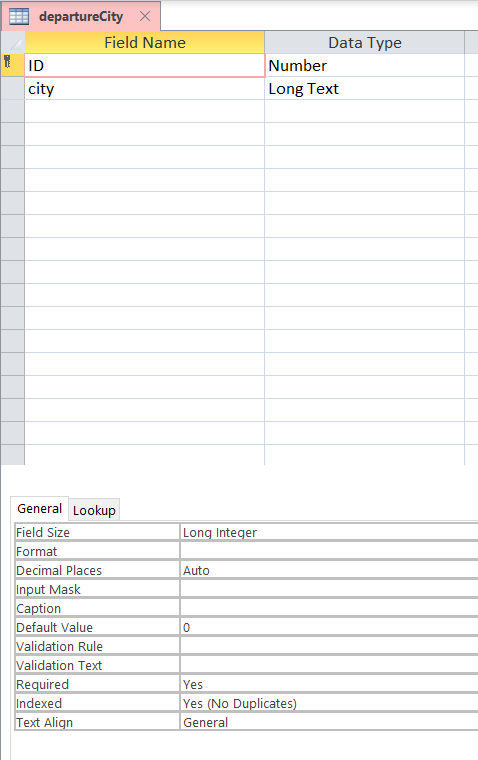 departureCity
Field Name Data Type
ID Number
city Long Text
General Lookup
Field Size Long Integer
Format
Decimal Places Auto
Input Mask
Caption
Default Value 0
Validation Rule
Validation Text
Required Yes
Indexed Yes (No Duplicates)
Text Align General